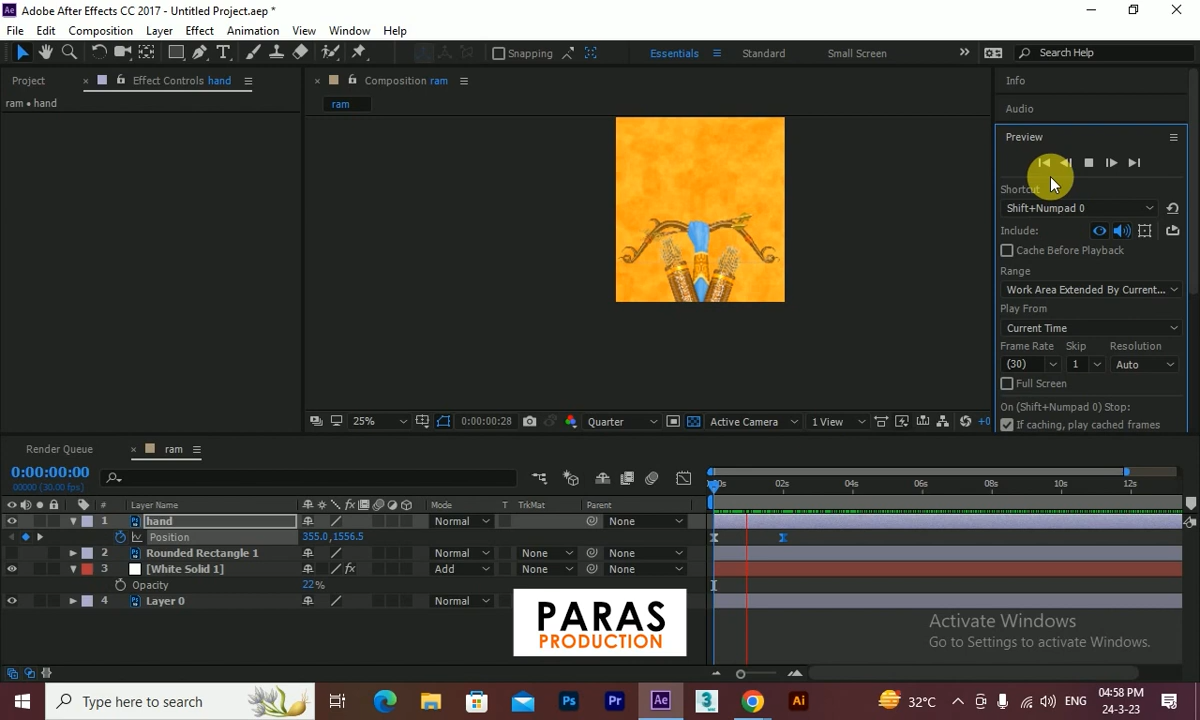 Adobe After Effects CC 2017 - Untitled Project.aep *
File Edit Composition Layer Effect Animation View Window Help
Snapping Essentials Standard Small Screen Search Help
Project Effect Controls hand Composition ram Info
ram • hand ram
Audio
Preview
Shortcut
Shift+Numpad 0
Include:
Cache Before Playback
Range
Work Area Extended By Current...
Play From
Current Time
Frame Rate Skip Resolution
(30) 1 Auto
Full Screen
On (Shift+Numpad 0) Stop:
If caching, play cached frames
25% 0:00:00:28 Quarter Active Camera 1 View +0
Render Queue ram
0:00:00:00
00000 (30.00 fps)
02s 04s 06s 08s 10s 12s
# Layer Name Mode T TrkMat Parent
1 hand Normal None
Position 355.0,1556.5
2 Rounded Rectangle 1 Normal None None
3 [White Solid 1] Add None None
Opacity 22%
4 Layer 0 Normal
PARAS
PRODUCTION
Activate Windows
Go to Settings to activate Windows.
Type here to search
32°C ENG 04:58 PM
24-3-23